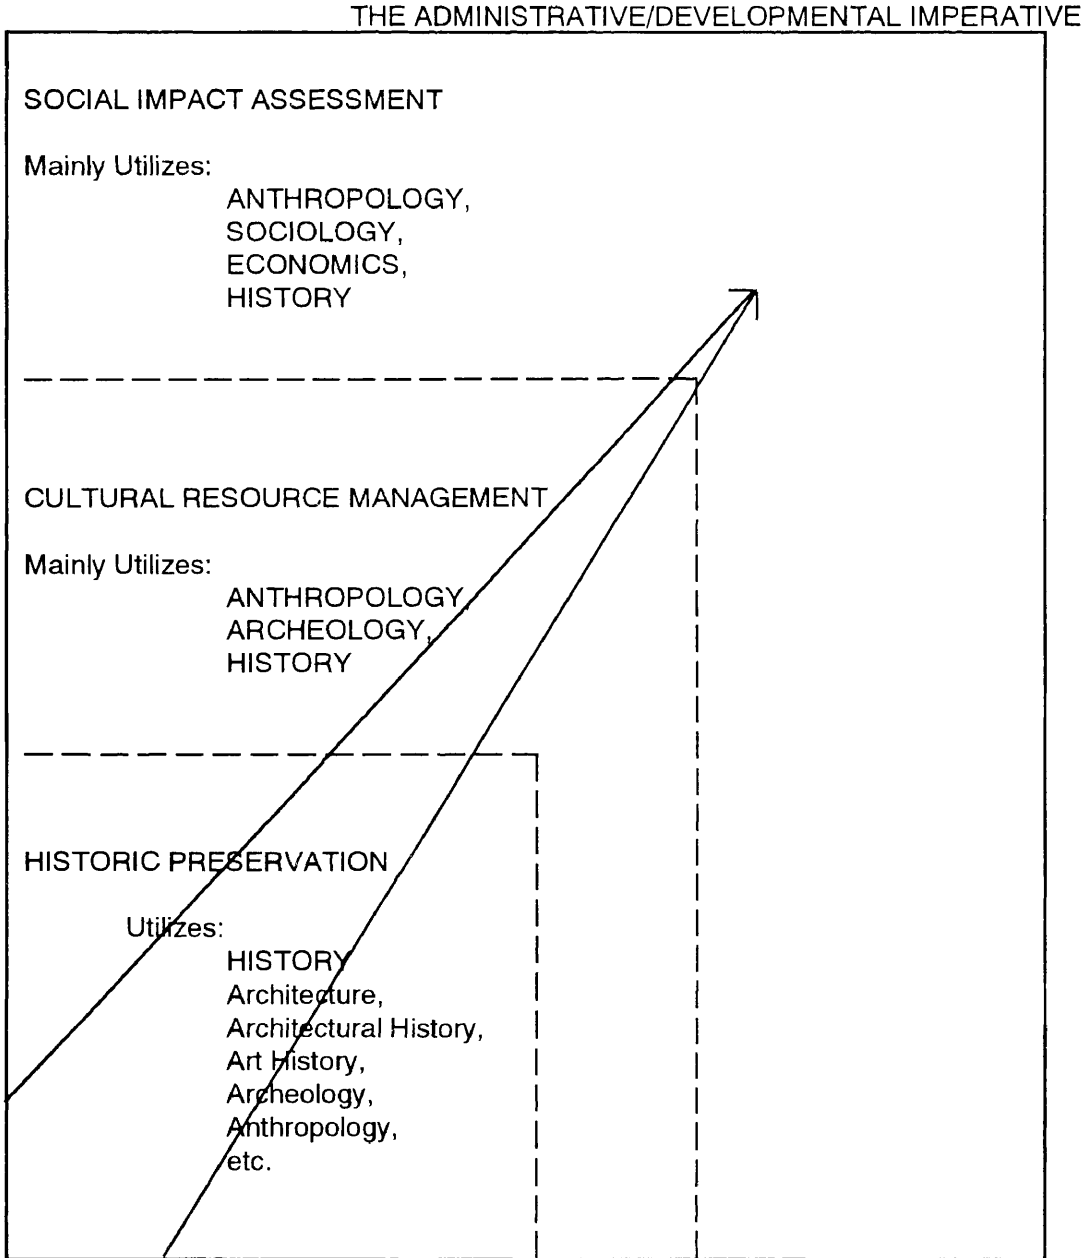 THE ADMINISTRATIVE/DEVELOPMENTAL IMPERATIVE
SOCIAL IMPACT ASSESSMENT
Mainly Utilizes:
ANTHROPOLOGY,
SOCIOLOGY,
ECONOMICS,
HISTORY
CULTURAL RESOURCE MANAGEMENT
Mainly Utilizes:
ANTHROPOLOGY,
ARCHEOLOGY,
HISTORY
HISTORIC PRESERVATION
Utilizes:
HISTORY
Architecture,
Architectural History,
Art History,
Archeology,
Anthropology,
etc.